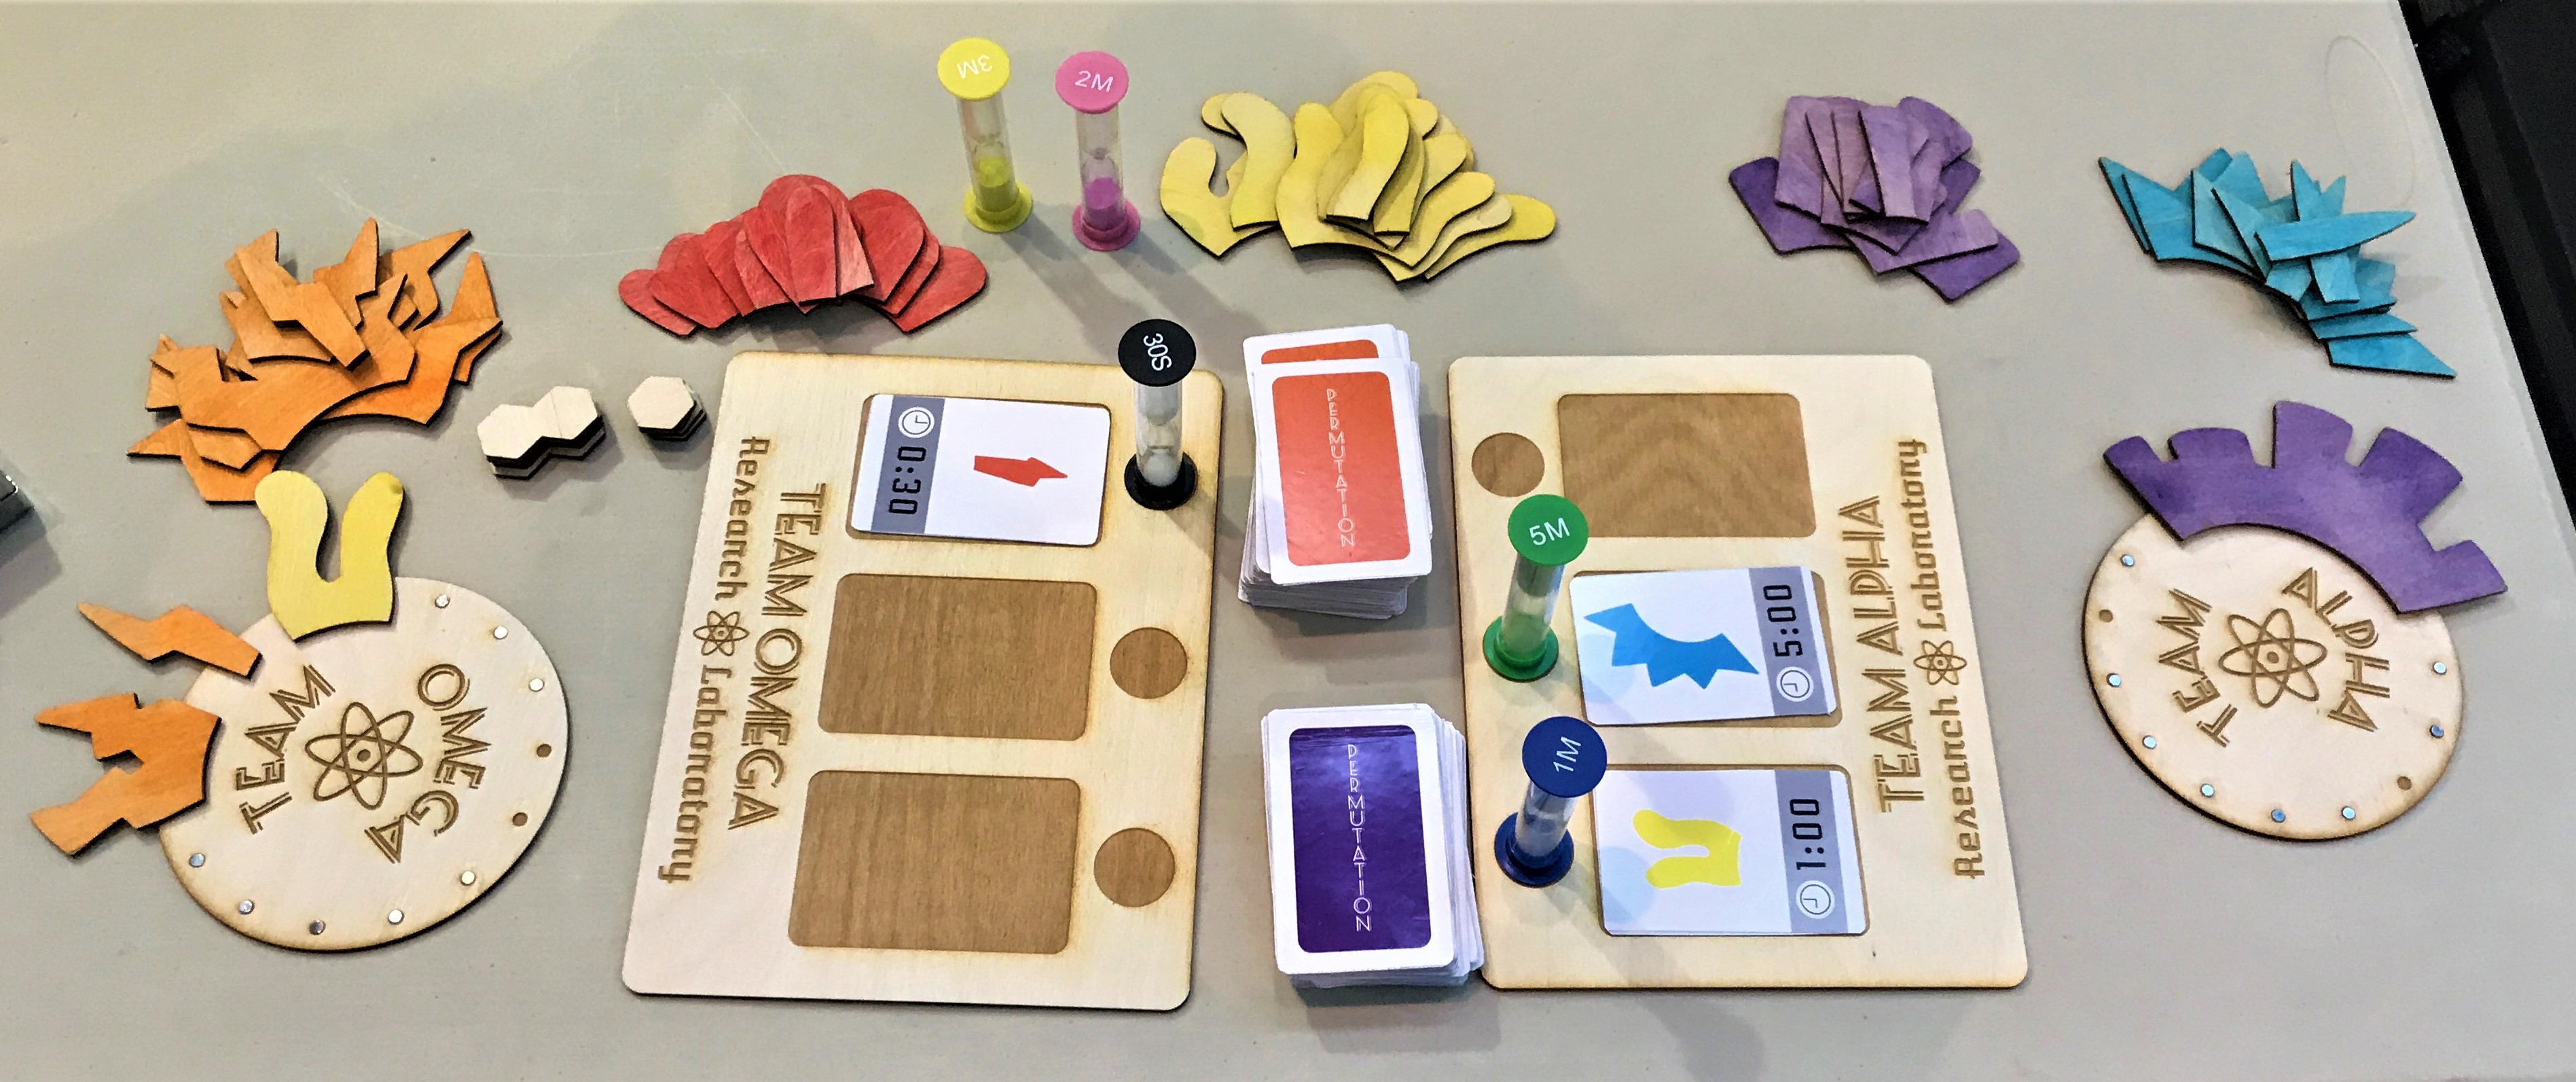 3M
2M
30S
PERMUTATION
0:30
TEAM OMEGA
Research Laboratory
5M
5:00
TEAM ALPHA
Research Laboratory
1M
1:00
PERMUTATION
TEAM
OMEGA
TEAM
ALPHA